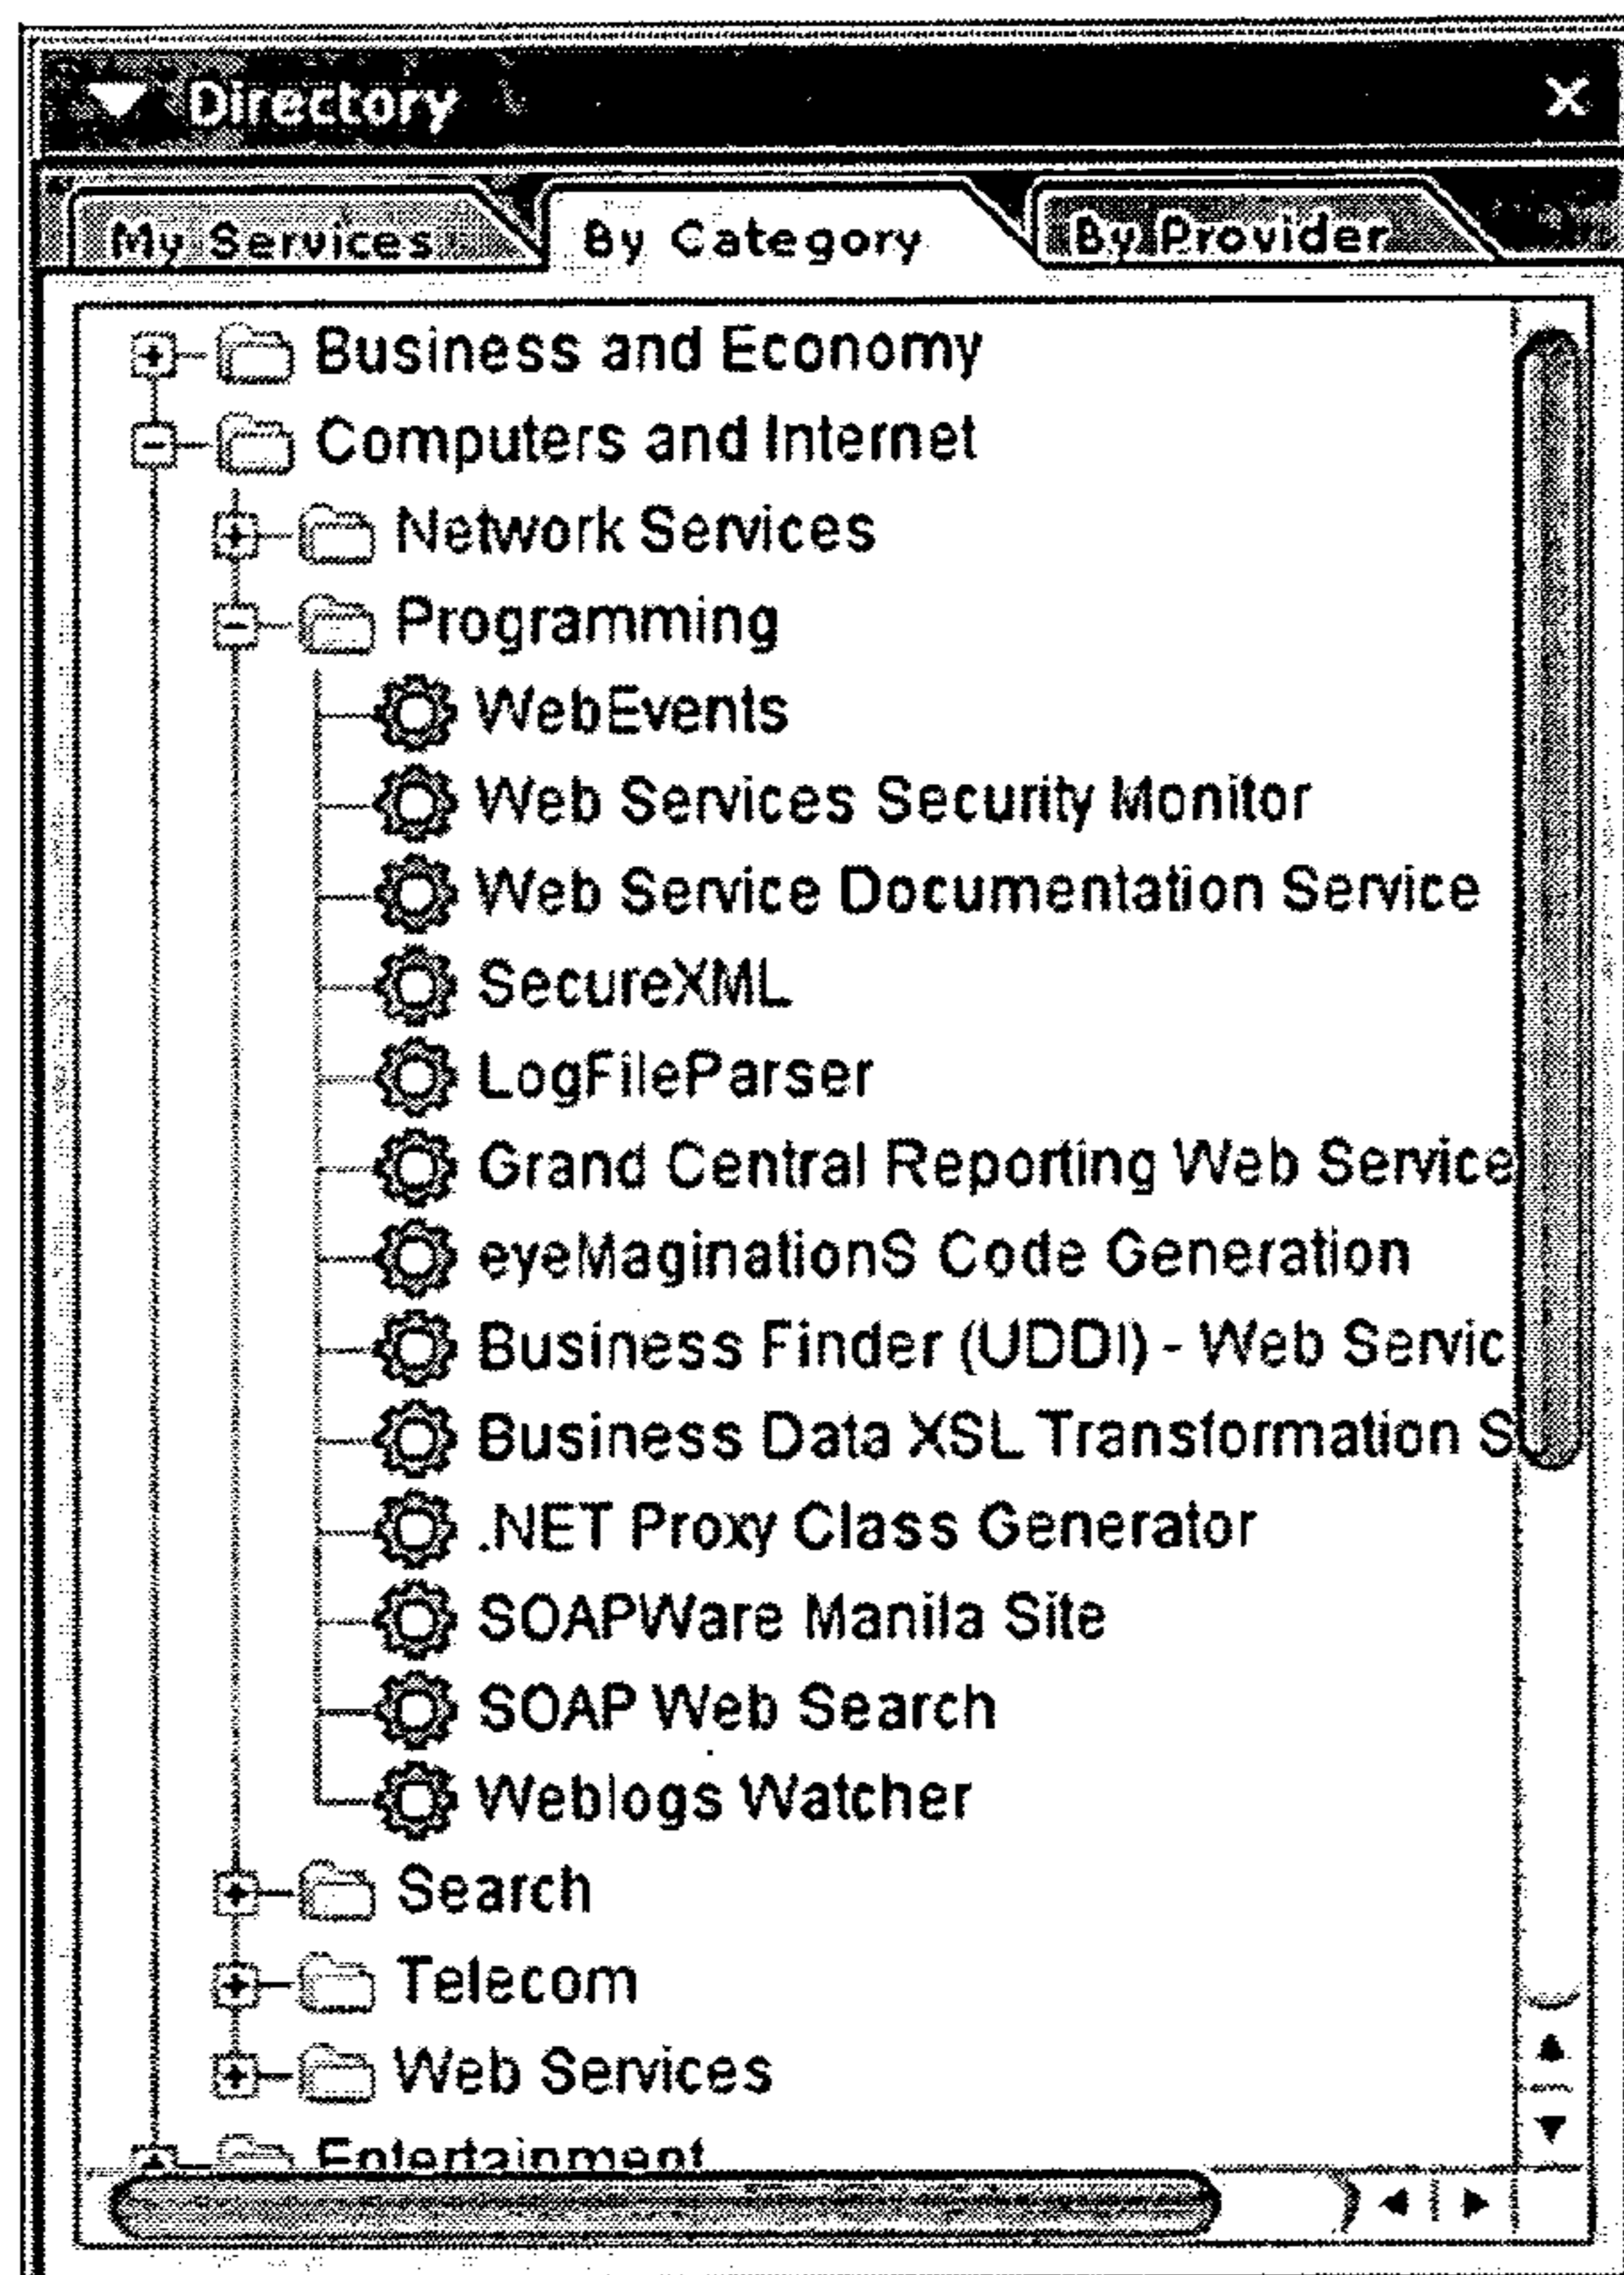 Directory
My Services By Category By Provider
Business and Economy
Computers and Internet
Network Services
Programming
WebEvents
Web Services Security Monitor
Web Service Documentation Service
SecureXML
LogFileParser
Grand Central Reporting Web Service
eyeMaginationS Code Generation
Business Finder (UDDI) - Web Servic
Business Data XSL Transformation S
.NET Proxy Class Generator
SOAPWare Manila Site
SOAP Web Search
Weblogs Watcher
Search
Telecom
Web Services
Entertainment